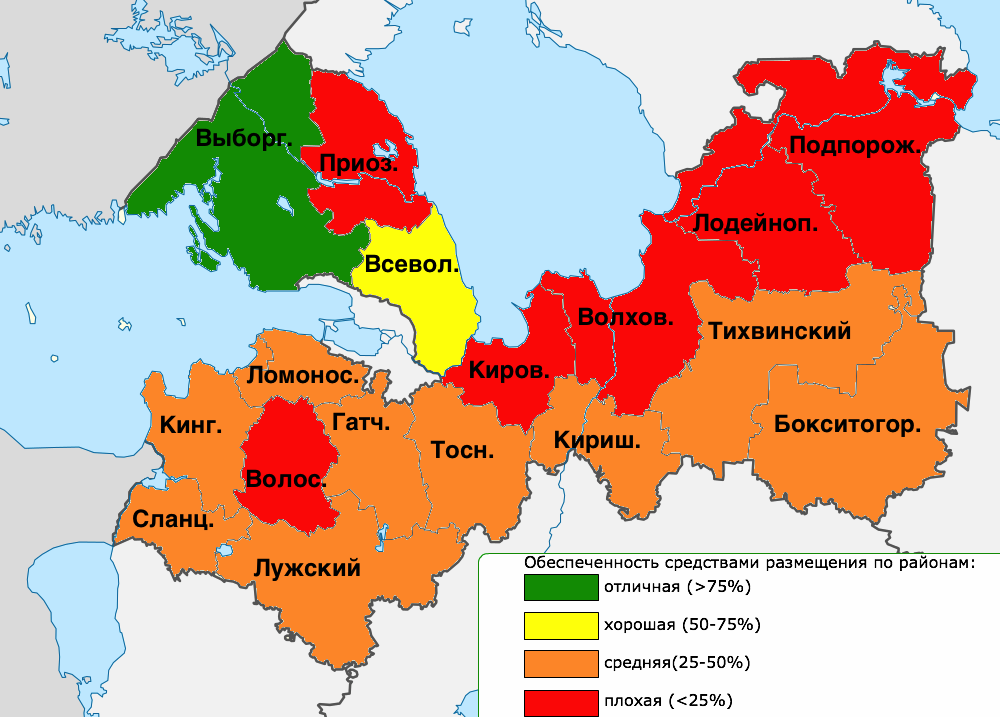 Выборг.
Приоз.
Подпорож.
Лодейноп.
Всевол.
Волхов.
Тихвинский
Киров.
Ломонос.
Кинг.
Гатч.
Бокситогор.
Кириш.
Тосн.
Волос.
Сланц.
Лужский
Обеспеченность средствами размещения по районам:
отличная (>75%)
хорошая (50-75%)
средняя(25-50%)
плохая (<25%)